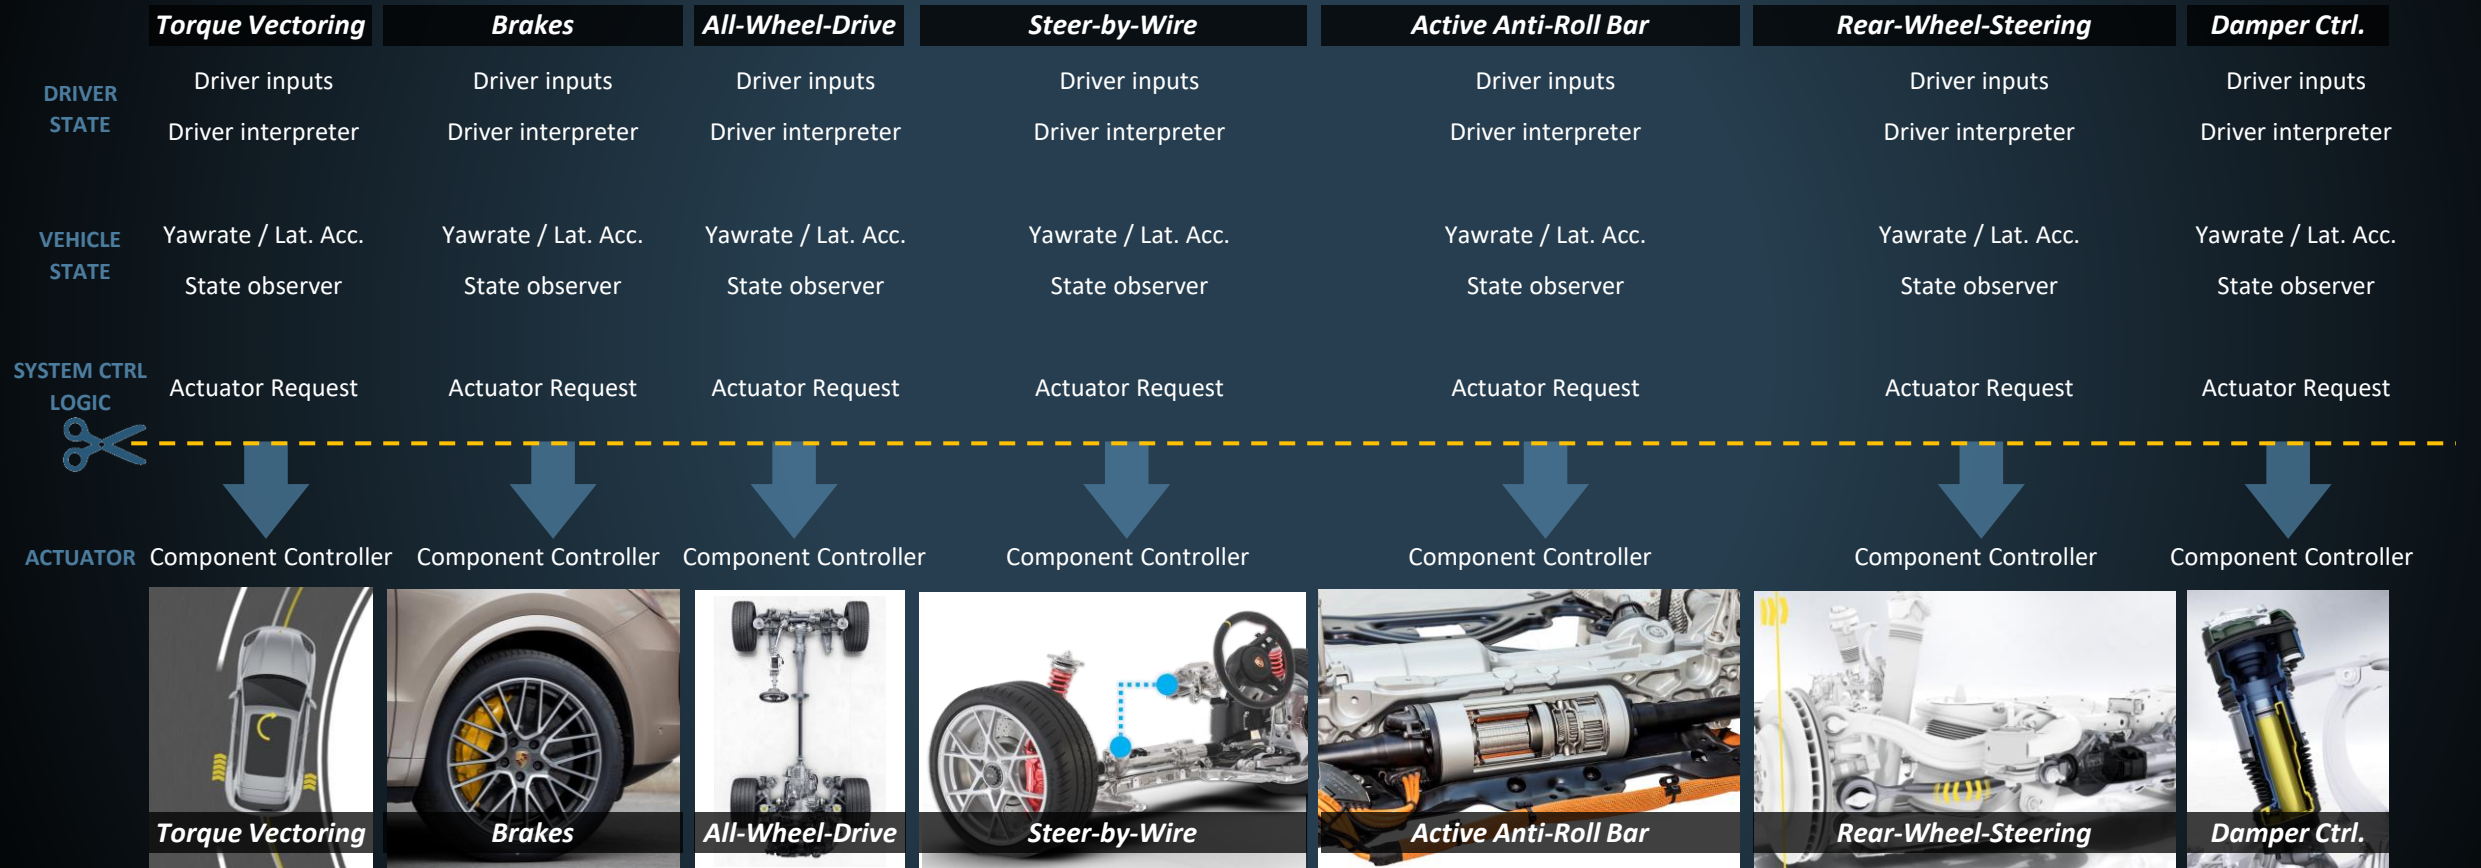 Torque Vectoring Brakes All-Wheel-Drive Steer-by-Wire Active Anti-Roll Bar Rear-Wheel-Steering Damper Ctrl.
DRIVER
STATE
Driver inputs Driver inputs Driver inputs Driver inputs Driver inputs Driver inputs Driver inputs
Driver interpreter Driver interpreter Driver interpreter Driver interpreter Driver interpreter Driver interpreter Driver interpreter
VEHICLE
STATE
Yawrate / Lat. Acc. Yawrate / Lat. Acc. Yawrate / Lat. Acc. Yawrate / Lat. Acc. Yawrate / Lat. Acc. Yawrate / Lat. Acc. Yawrate / Lat. Acc.
State observer State observer State observer State observer State observer State observer State observer
SYSTEM CTRL
LOGIC
Actuator Request Actuator Request Actuator Request Actuator Request Actuator Request Actuator Request Actuator Request
ACTUATOR Component Controller Component Controller Component Controller Component Controller Component Controller Component Controller Component Controller
Torque Vectoring Brakes All-Wheel-Drive Steer-by-Wire Active Anti-Roll Bar Rear-Wheel-Steering Damper Ctrl.